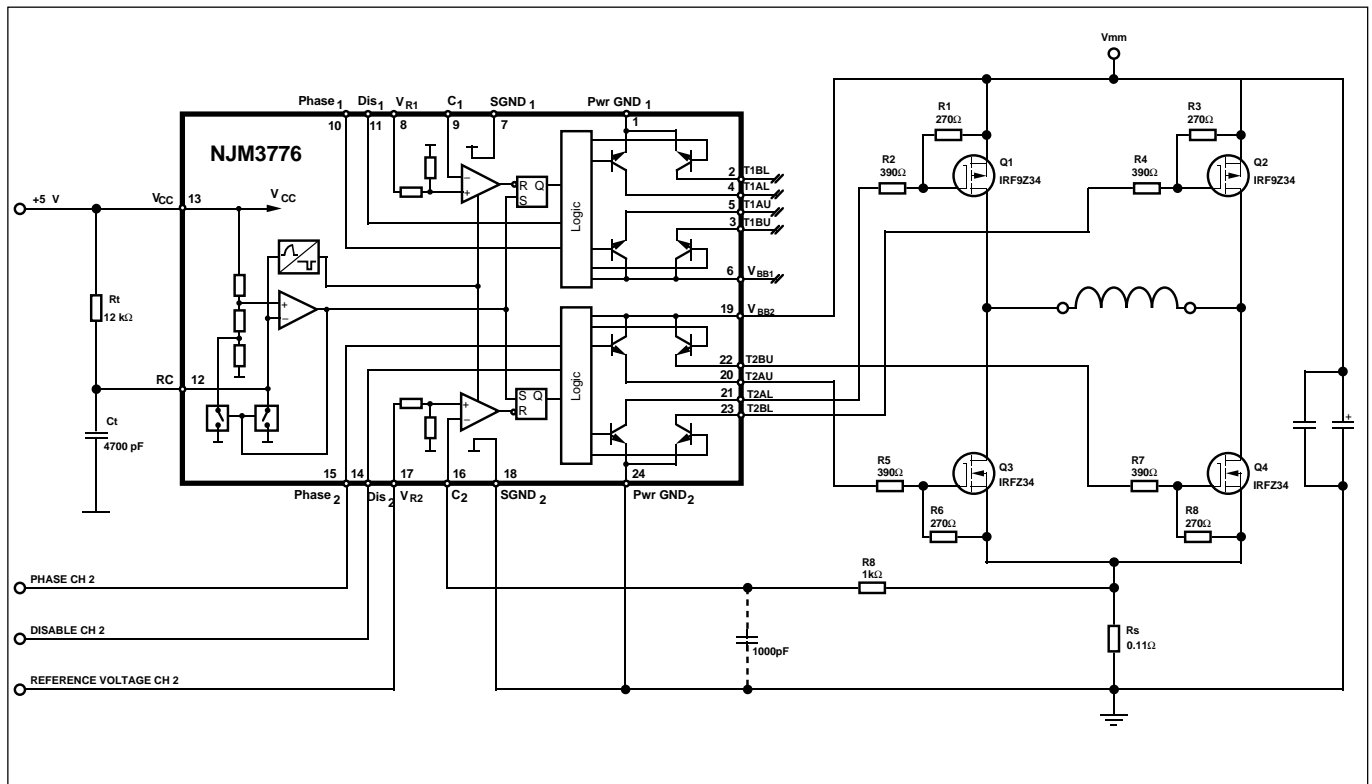 Vmm
Phase1 Dis1 VR1 C1 SGND1 Pwr GND1
10 11 8 9 7 1
NJM3776
R1
270Ω
R3
270Ω
R2
390Ω
Q1
IRF9Z34
R4
390Ω
Q2
IRF9Z34
R Q
S
Logic
2 T1BL
4 T1AL
5 T1AU
3 T1BU
6 VBB1
+5 V
VCC 13
VCC
Rt
12 kΩ
+
−
+
−
19 VBB2
22 T2BU
20 T2AU
21 T2AL
23 T2BL
RC 12
Ct
4700 pF
S Q
R
Logic
+
−
+
15 14 17 16 18 24
Phase2 Dis2 VR2 C2 SGND2 Pwr GND2
R5
390Ω
Q3
IRFZ34
R6
270Ω
R7
390Ω
Q4
IRFZ34
R8
270Ω
R8
1kΩ
PHASE CH 2
DISABLE CH 2
1000pF
Rs
0.11Ω
REFERENCE VOLTAGE CH 2